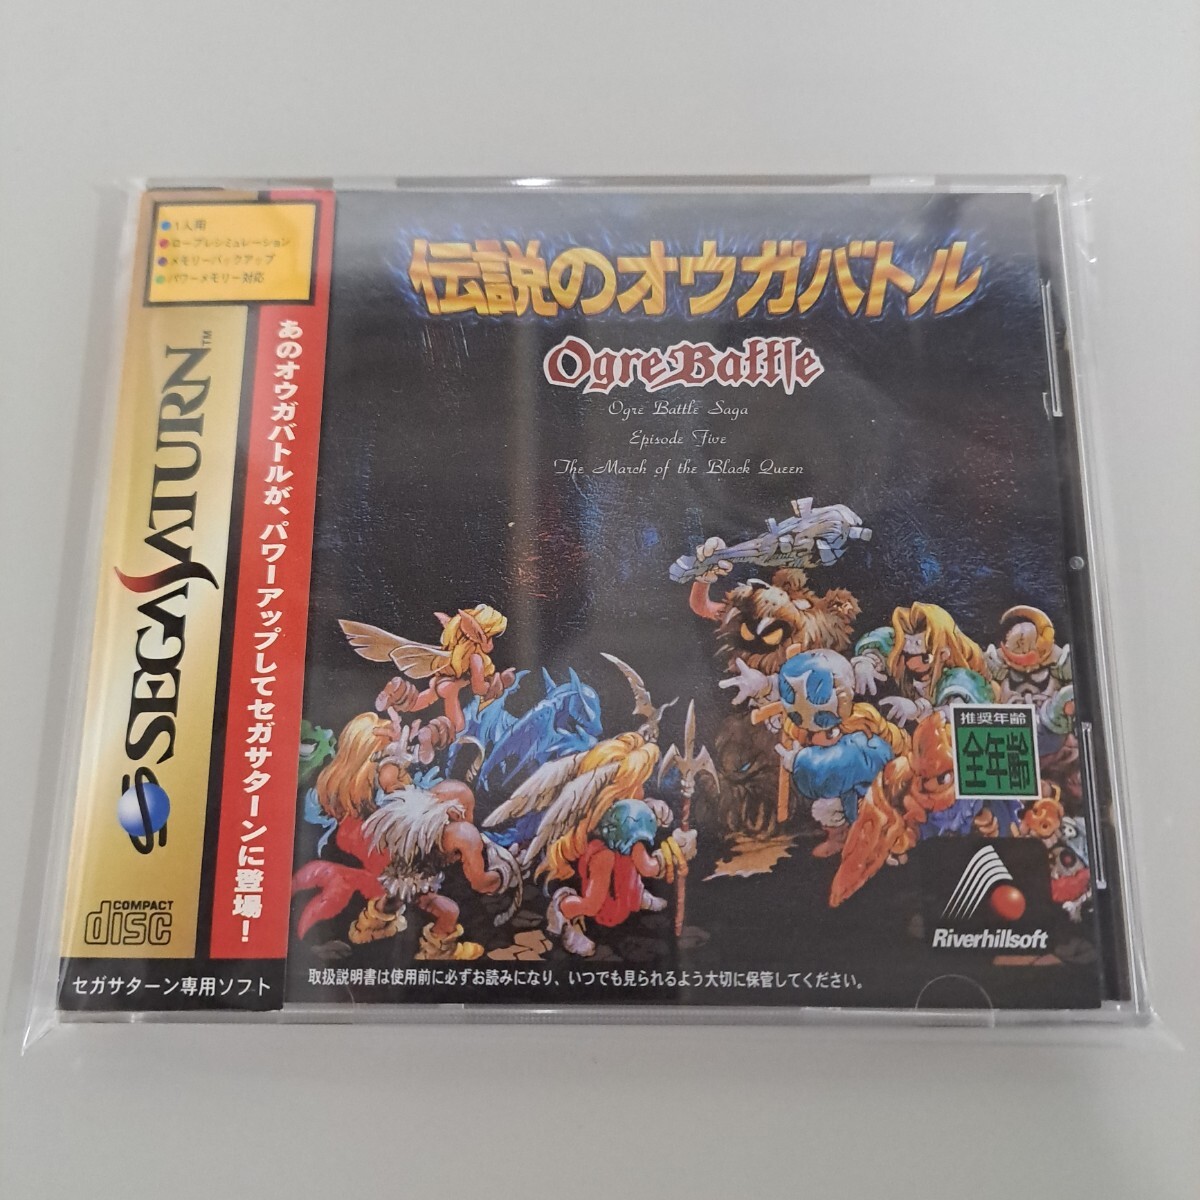 1人用
ロープレシミュレーション
メモリーバックアップ
パワーメモリー対応
SEGA SATURN™
COMPACT
disc
セガサターン専用ソフト
あのオウガバトルが、パワーアップしてセガサターンに登場!
伝説のオウガバトル
Ogre Battle
Ogre Battle Saga
Episode Five
The March of the Black Queen
推奨年齢
全年齢
Riverhillsoft
取扱説明書は使用前に必ずお読みになり、いつでも見られるよう大切に保管してください。